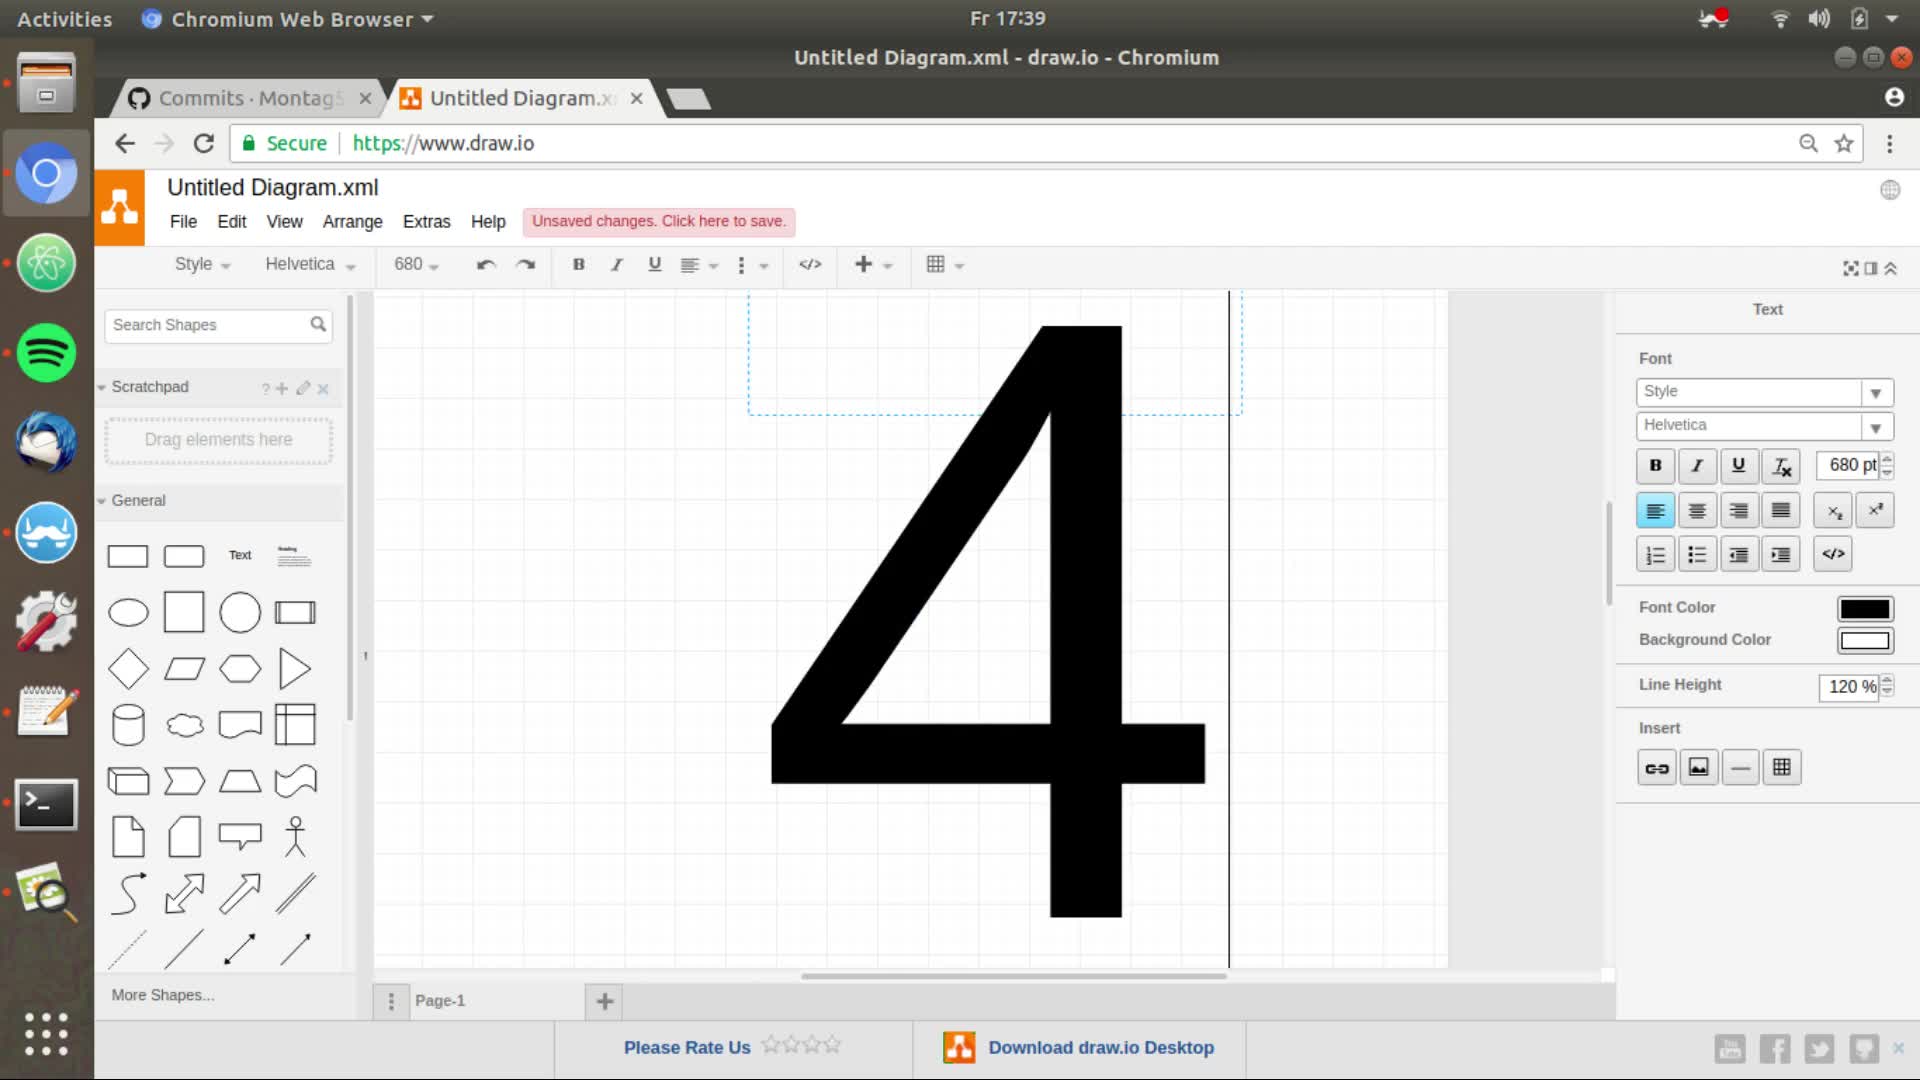 Activities
Chromium Web Browser
Fr 17:39
Untitled Diagram.xml - draw.io - Chromium
Commits · Montag5
Untitled Diagram.x
Secure
https://www.draw.io
Untitled Diagram.xml
File Edit View Arrange Extras Help
Unsaved changes. Click here to save.
Style
Helvetica
680
B I U
</>
Search Shapes
Scratchpad
?
Drag elements here
General
Text
Heading
More Shapes...
4
Page-1
Text
Font
Style
Helvetica
B I U
680 pt
</>
Font Color
Background Color
Line Height
120 %
Insert
Please Rate Us
Download draw.io Desktop